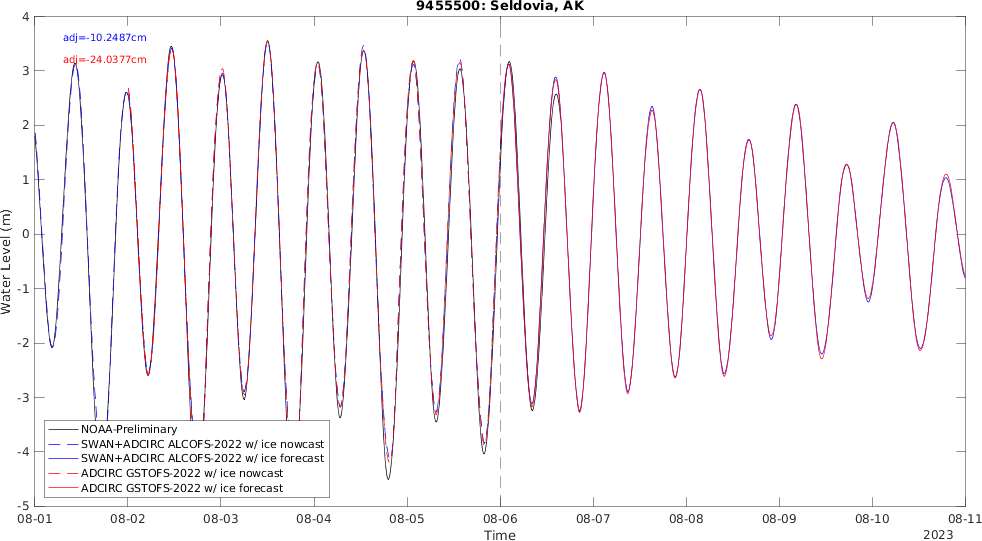 9455500: Seldovia, AK
adj=-10.2487cm
adj=-24.0377cm
Water Level (m)
4
3
2
1
0
-1
-2
-3
-4
-5
NOAA-Preliminary
SWAN+ADCIRC ALCOFS-2022 w/ ice nowcast
SWAN+ADCIRC ALCOFS-2022 w/ ice forecast
ADCIRC GSTOFS-2022 w/ ice nowcast
ADCIRC GSTOFS-2022 w/ ice forecast
08-01 08-02 08-03 08-04 08-05 08-06 08-07 08-08 08-09 08-10 08-11
Time
2023